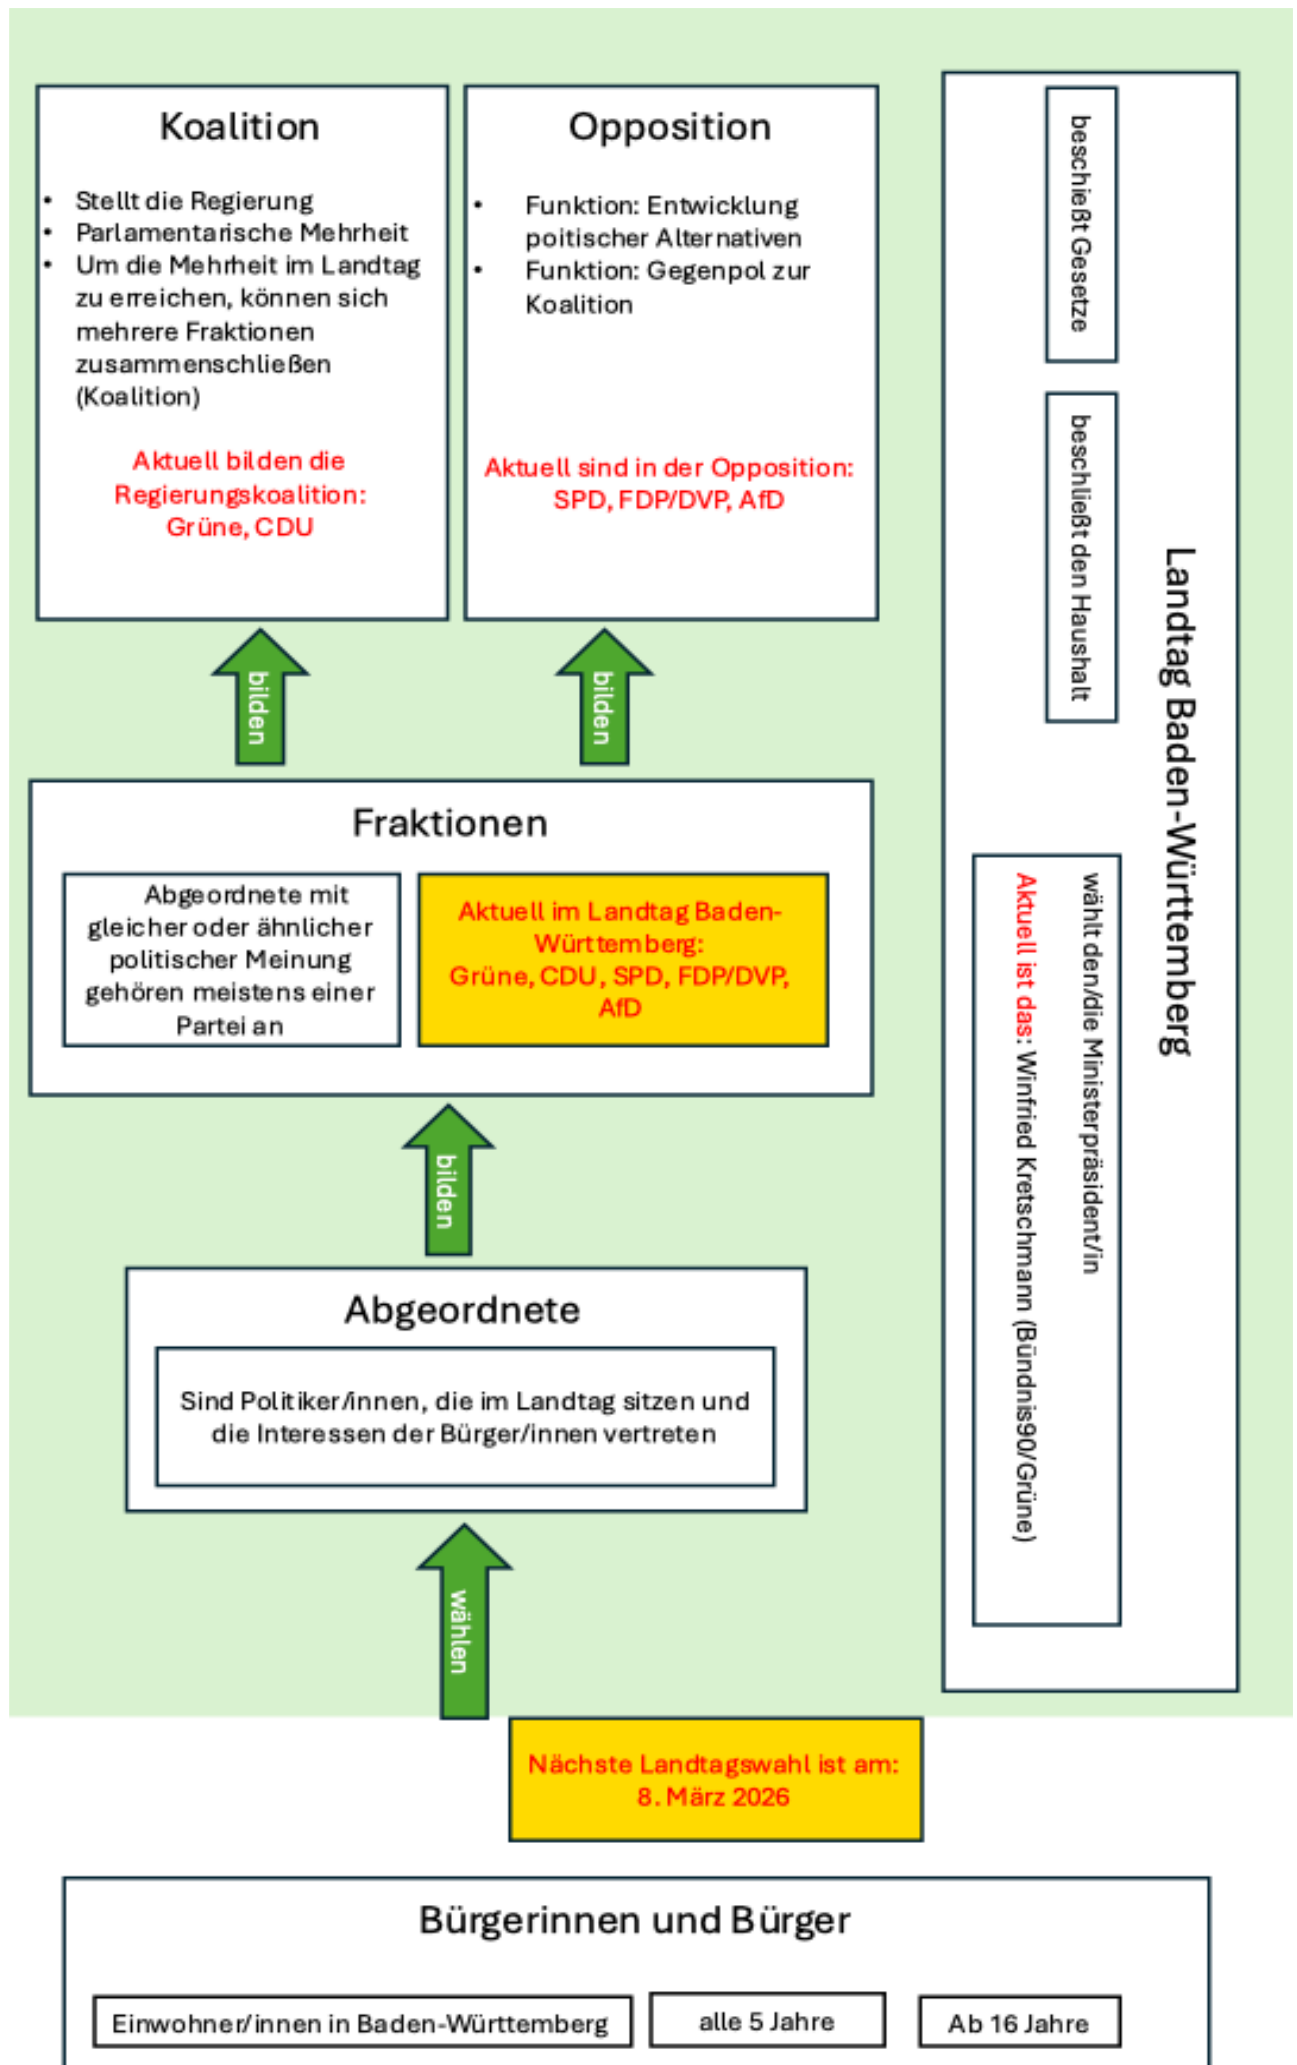 Koalition
• Stellt die Regierung
• Parlamentarische Mehrheit
• Um die Mehrheit im Landtag
zu erreichen, können sich
mehrere Fraktionen
zusammenschließen
(Koalition)
Aktuell bilden die
Regierungskoalition:
Grüne, CDU
Opposition
• Funktion: Entwicklung
poitischer Alternativen
• Funktion: Gegenpol zur
Koalition
Aktuell sind in der Opposition:
SPD, FDP/DVP, AfD
bilden
bilden
Fraktionen
Abgeordnete mit
gleicher oder ähnlicher
politischer Meinung
gehören meistens einer
Partei an
Aktuell im Landtag Baden-
Württemberg:
Grüne, CDU, SPD, FDP/DVP,
AfD
bilden
Abgeordnete
Sind Politiker/innen, die im Landtag sitzen und
die Interessen der Bürger/innen vertreten
wählen
Landtag Baden-Württemberg
beschießt Gesetze
beschließt den Haushalt
wählt den/die Ministerpräsident/in
Aktuell ist das: Winfried Kretschmann (Bündnis90/Grüne)
Nächste Landtagswahl ist am:
8. März 2026
Bürgerinnen und Bürger
Einwohner/innen in Baden-Württemberg
alle 5 Jahre
Ab 16 Jahre